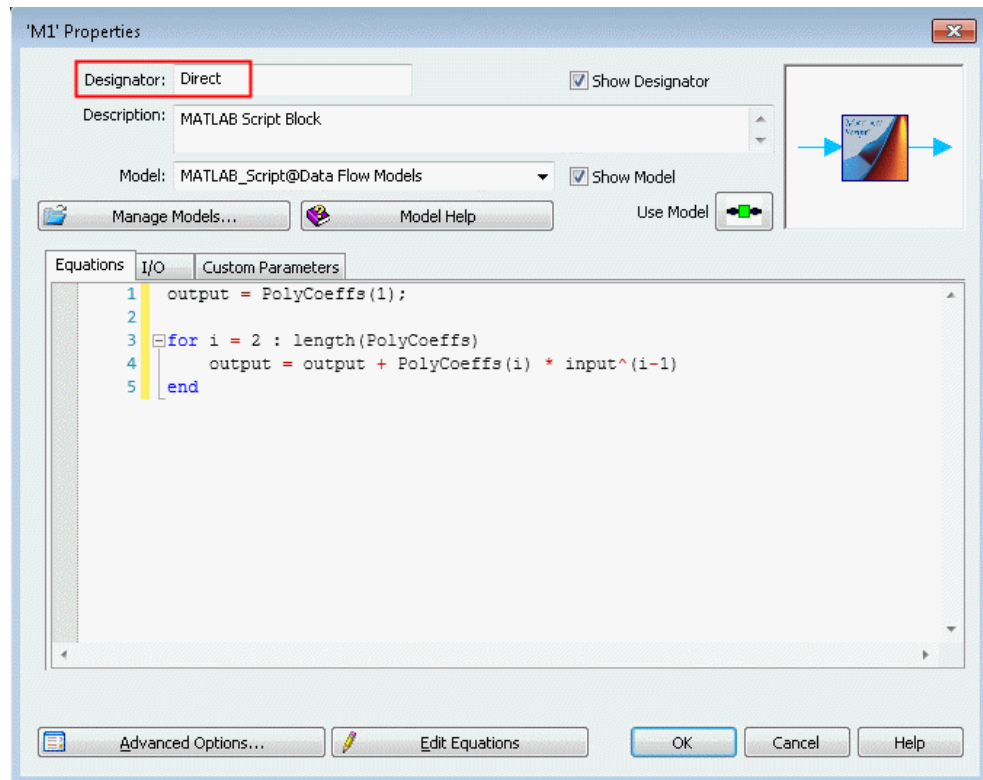 'M1' Properties
Designator: Direct
Show Designator
Description: MATLAB Script Block
Model: MATLAB_Script@Data Flow Models
Show Model
Manage Models...
Model Help
Use Model
Equations I/O Custom Parameters
1 output = PolyCoeffs(1);
2
3 for i = 2 : length(PolyCoeffs)
4 output = output + PolyCoeffs(i) * input^(i-1)
5 end
Advanced Options...
Edit Equations
OK
Cancel
Help